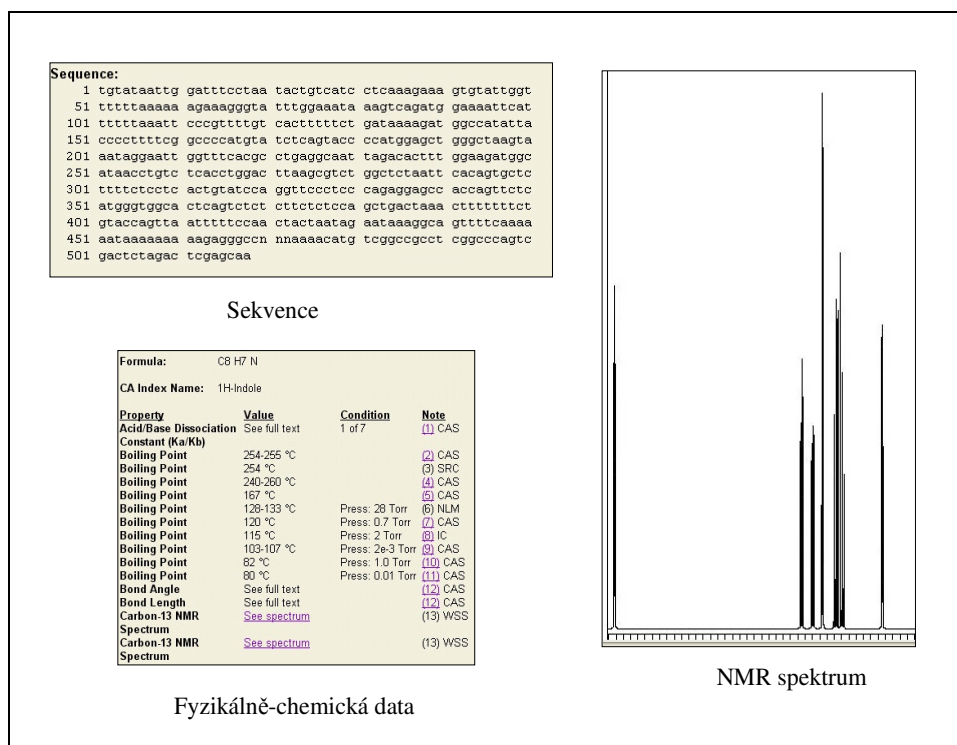 Sequence:
1 tgtataattg gatttcctaa tactgtcatc ctcaaagaaa gtgtattggt
51 tttttaaaaa agaaagggta tttggaaata aagtcagatg gaaaattcat
101 tttttaaatt cccgttttgt cactttttct gataaaagat ggccatatta
151 cccctttttcgg gccccatgta tctcagtacc cccatggagct gggctaagta
201 aataggaatt ggtttcacgc ctgaggcaat tagacacttt ggaagatggc
251 ataacctgtc tcacctggact ttaagcgtct ggctctaatt cacagtgctc
301 ttttctcctc actgtatcca ggttccctcc cagaggagcc accagttctc
351 atgggtggca ctcagtctct cttctctcca gctgactaac ctttttttct
401 gtaccagtta atttttccaac ctactaatag aataaaggca gttttcaaaa
451 aataaaaaaa aagagggccn nnaaaacatg tcggccgcct cggcccagtc
501 gactctagac tcgagcaa
Sekvence
Formula: C8 H7 N
CA Index Name: 1H-Indole
Property Value Condition Note
Acid/Base Dissociation See full text 1 of 7 (1) CAS
Constant (Ka/Kb)
Boiling Point 254-255 °C (2) CAS
Boiling Point 254 °C (3) SRC
Boiling Point 240-260 °C (4) CAS
Boiling Point 167 °C (5) CAS
Boiling Point 128-133 °C Press: 28 Torr (6) NLM
Boiling Point 120 °C Press: 0.7 Torr (7) CAS
Boiling Point 115 °C Press: 2 Torr (8) IC
Boiling Point 103-107 °C Press: 2e-3 Torr (9) CAS
Boiling Point 82 °C Press: 1.0 Torr (10) CAS
Boiling Point 80 °C Press: 0.01 Torr (11) CAS
Bond Angle See full text (12) CAS
Bond Length See full text (12) CAS
Carbon-13 NMR See spectrum (13) WSS
Spectrum
Carbon-13 NMR See spectrum (13) WSS
Spectrum
Fyzikálně-chemická data
NMR spektrum